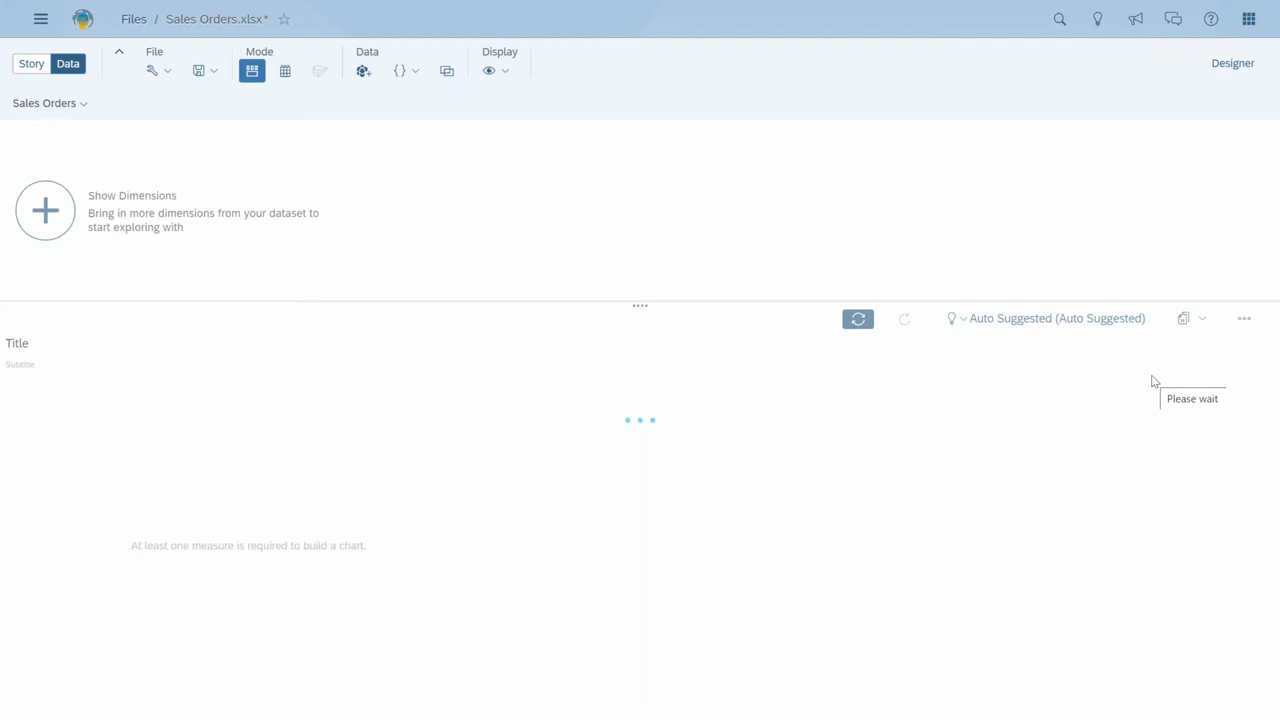 Files / Sales Orders.xlsx*
Story
Data
File
Mode
Data
Display
Designer
Sales Orders
Show Dimensions
Bring in more dimensions from your dataset to
start exploring with
Auto Suggested (Auto Suggested)
Title
Subtitle
Please wait
At least one measure is required to build a chart.